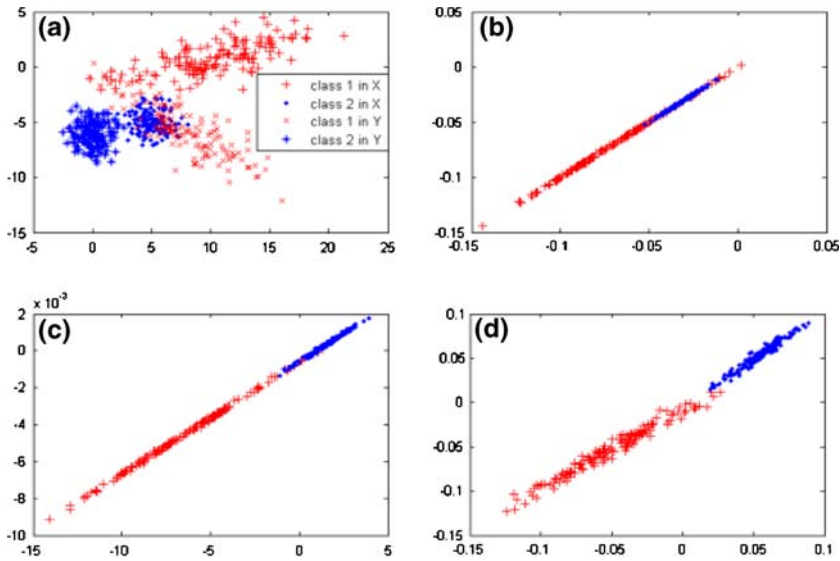 (a)
5
0
-5
-10
-15
-5 0 5 10 15 20 25
class 1 in X
class 2 in X
class 1 in Y
class 2 in Y
(b)
0.05
0
-0.05
-0.1
-0.15
-0.15 -0.1 -0.05 0 0.05
(c)
x 10⁻³
2
0
-2
-4
-6
-8
-10
-15 -10 -5 0 5
(d)
0.1
0.05
0
-0.05
-0.1
-0.15
-0.15 -0.1 -0.05 0 0.05 0.1